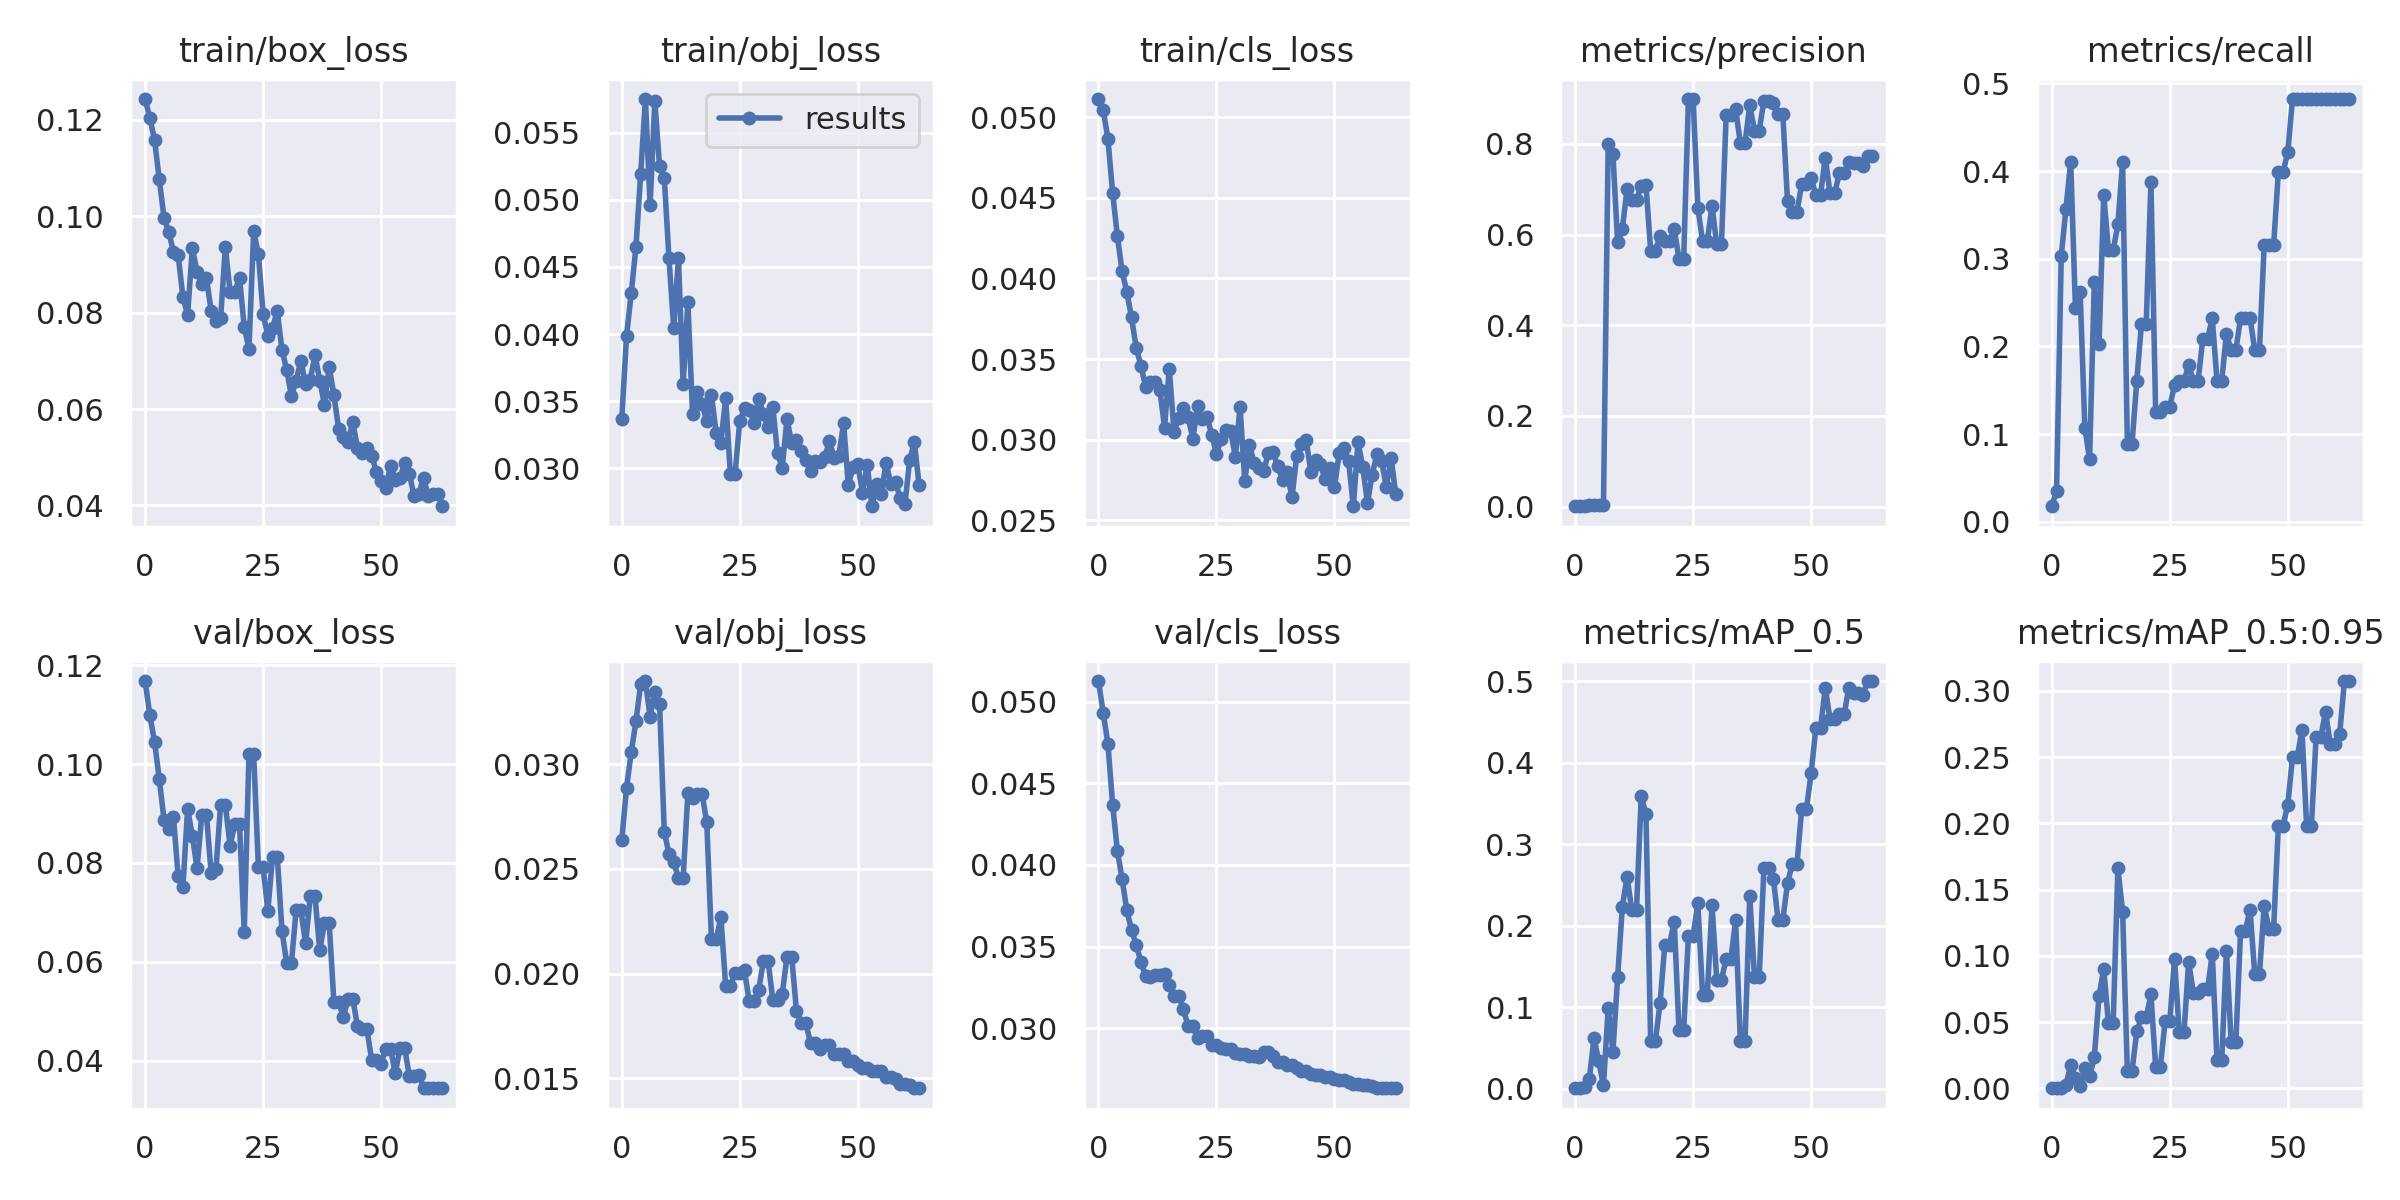 train/box_loss
train/obj_loss
train/cls_loss
metrics/precision
metrics/recall
0.12
0.10
0.08
0.06
0.04
0 25 50
results
0.055
0.050
0.045
0.040
0.035
0.030
0 25 50
0.050
0.045
0.040
0.035
0.030
0.025
0 25 50
0.8
0.6
0.4
0.2
0.0
0 25 50
0.5
0.4
0.3
0.2
0.1
0.0
0 25 50
val/box_loss
val/obj_loss
val/cls_loss
metrics/mAP_0.5
metrics/mAP_0.5:0.95
0.12
0.10
0.08
0.06
0.04
0 25 50
0.030
0.025
0.020
0.015
0 25 50
0.050
0.045
0.040
0.035
0.030
0 25 50
0.5
0.4
0.3
0.2
0.1
0.0
0 25 50
0.30
0.25
0.20
0.15
0.10
0.05
0.00
0 25 50